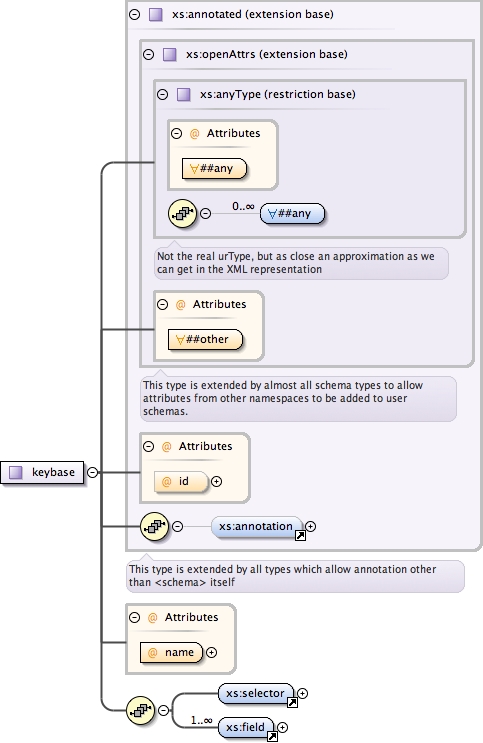 xs:annotated (extension base)
xs:openAttrs (extension base)
xs:anyType (restriction base)
@ Attributes
∀##any
0..∞
∀##any
Not the real urType, but as close an approximation as we
can get in the XML representation
@ Attributes
∀##other
This type is extended by almost all schema types to allow
attributes from other namespaces to be added to user
schemas.
@ Attributes
keybase
@ id
xs:annotation
This type is extended by all types which allow annotation other
than <schema> itself
@ Attributes
@ name
xs:selector
1..∞
xs:field